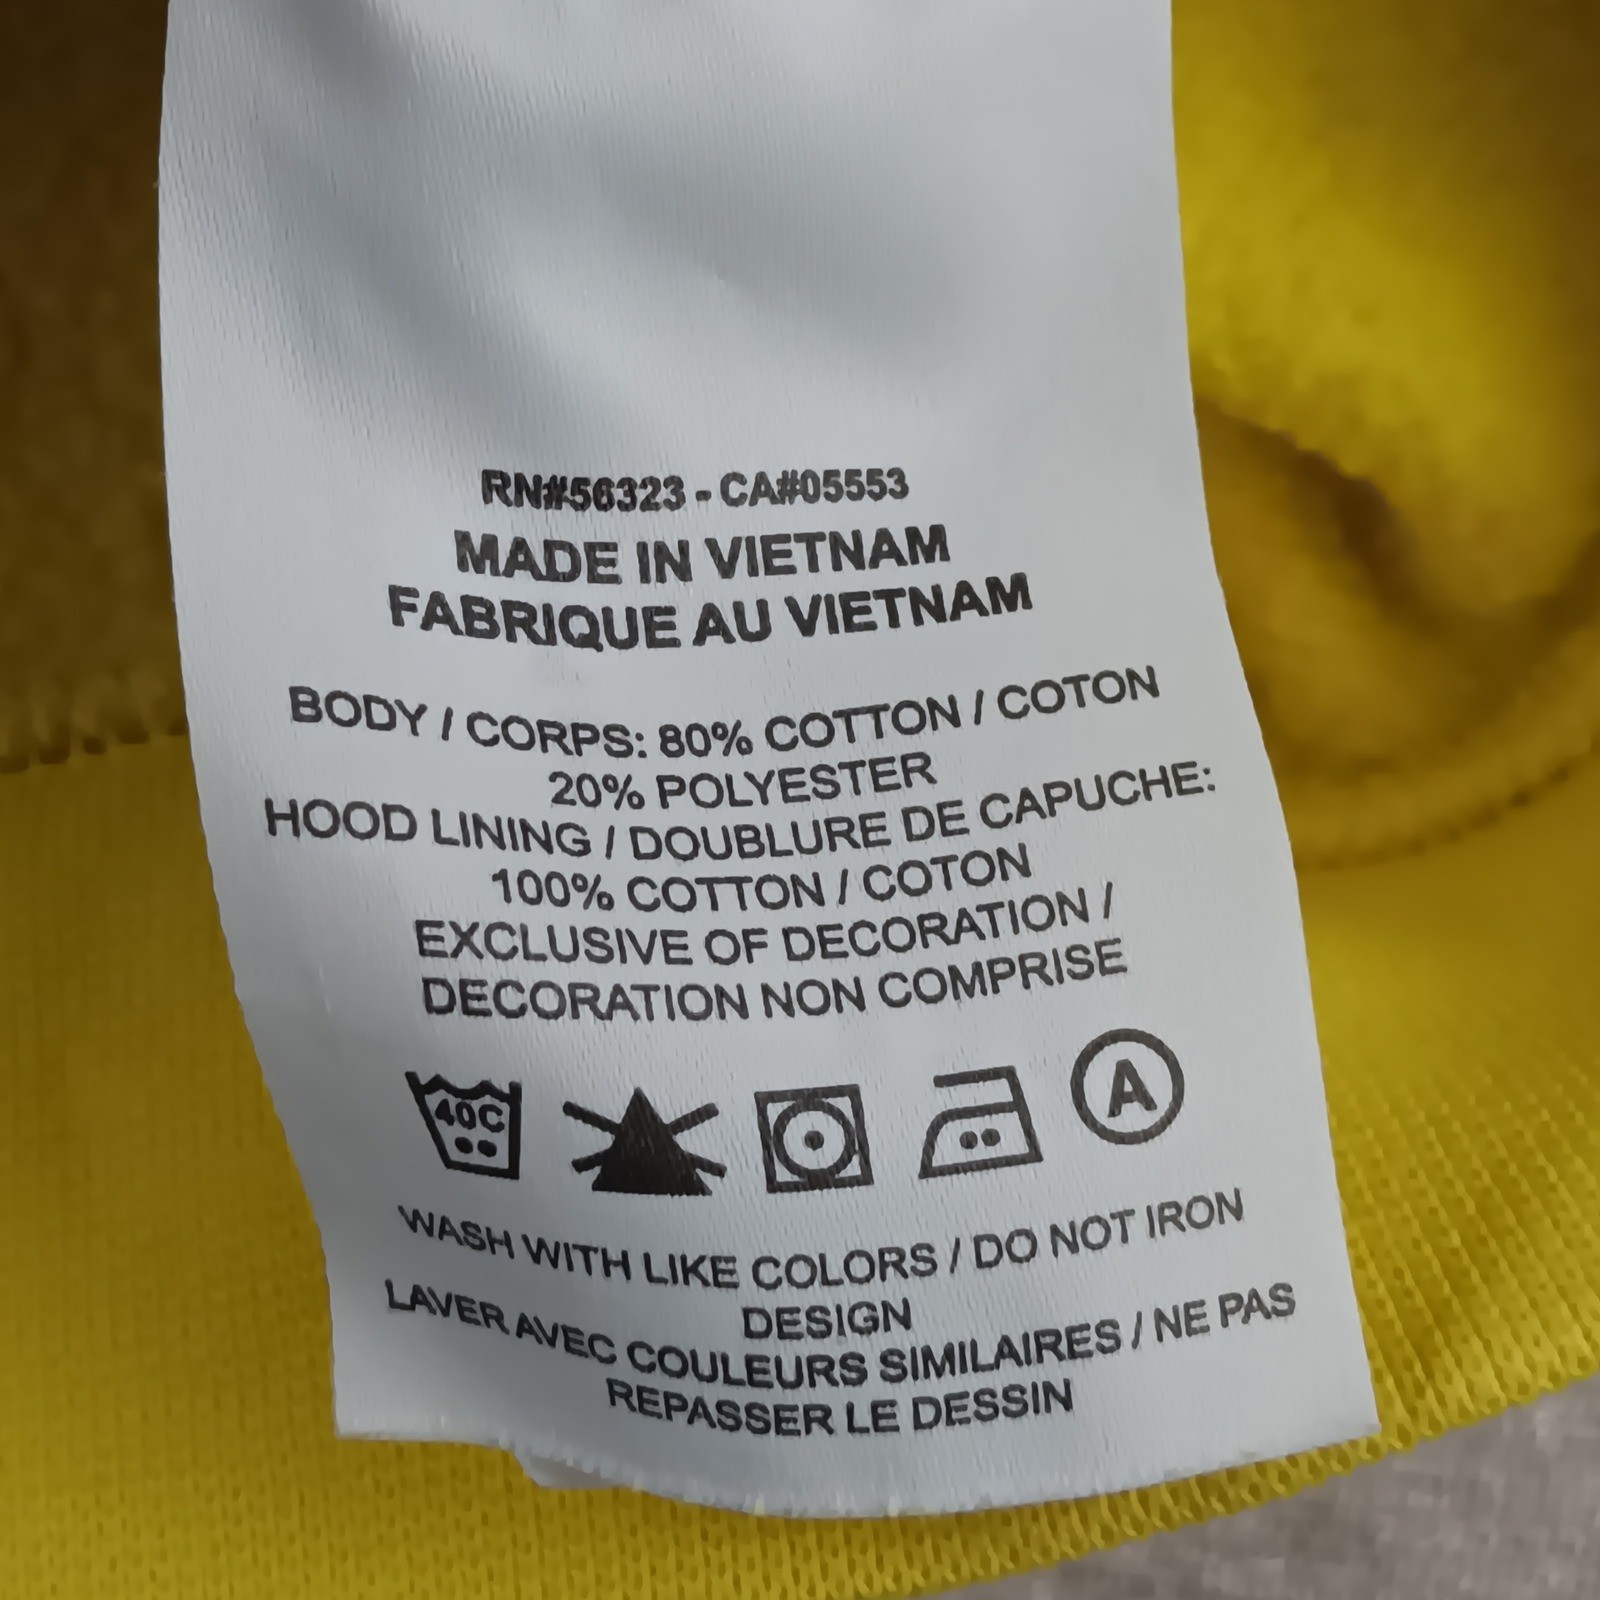 RN#56323 - CA#05553
MADE IN VIETNAM
FABRIQUE AU VIETNAM
BODY / CORPS: 80% COTTON / COTON
20% POLYESTER
HOOD LINING / DOUBLURE DE CAPUCHE:
100% COTTON / COTON
EXCLUSIVE OF DECORATION /
DECORATION NON COMPRISE
40C
A
WASH WITH LIKE COLORS / DO NOT IRON
DESIGN
LAVER AVEC COULEURS SIMILAIRES / NE PAS
REPASSER LE DESSIN